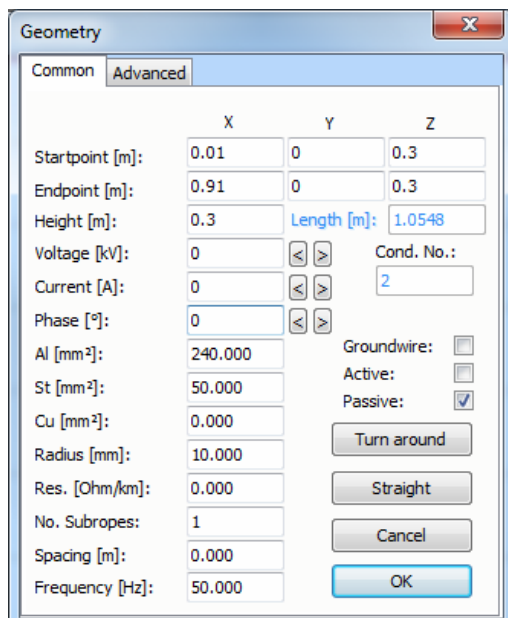 Geometry
Common Advanced
X Y Z
Startpoint [m]: 0.01 0 0.3
Endpoint [m]: 0.91 0 0.3
Height [m]: 0.3 Length [m]: 1.0548
Voltage [kV]: 0 < > Cond. No.:
Current [A]: 0 < > 2
Phase [°]: 0 < >
Al [mm²]: 240.000 Groundwire:
St [mm²]: 50.000 Active:
Cu [mm²]: 0.000 Passive:
Radius [mm]: 10.000 Turn around
Res. [Ohm/km]: 0.000 Straight
No. Subropes: 1
Spacing [m]: 0.000 Cancel
Frequency [Hz]: 50.000 OK